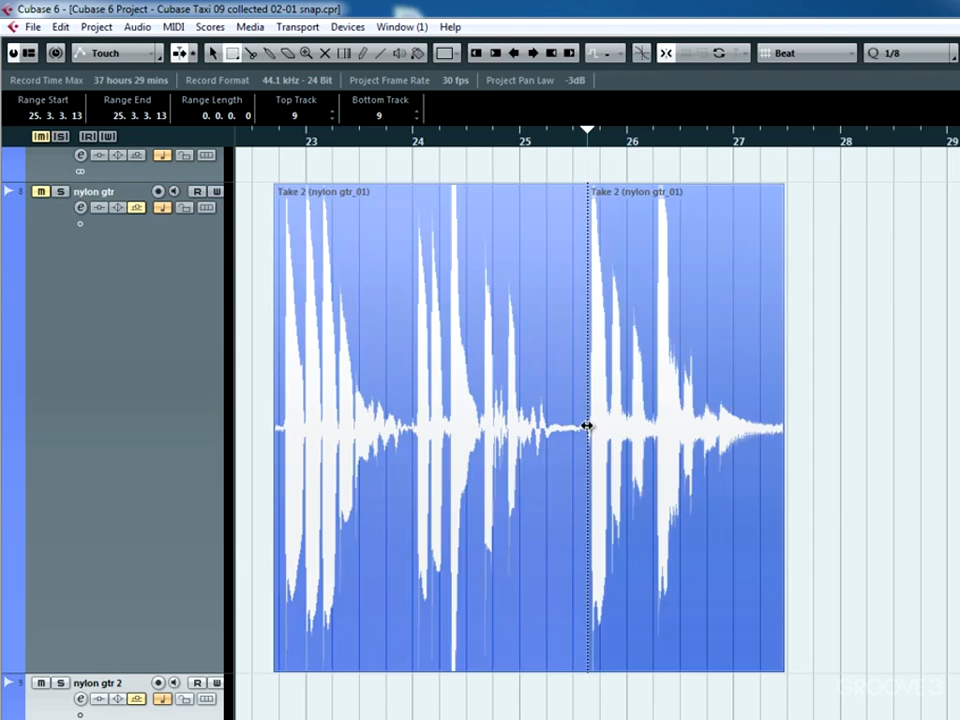 Cubase 6 - [Cubase 6 Project - Cubase Taxi 09 collected 02-01 snap.cpr]
File Edit Project Audio MIDI Scores Media Transport Devices Window (1) Help
Touch Beat Q 1/8
Record Time Max 37 hours 29 mins Record Format 44.1 kHz - 24 Bit Project Frame Rate 30 fps Project Pan Law -3dB
Range Start Range End Range Length Top Track Bottom Track
25. 3. 3. 13 25. 3. 3. 13 0. 0. 0. 0 9 9
[M] [S] [R] [W]
23 24 25 26 27 28 29
e
8 m S nylon gtr R W
e
Take 2 (nylon gtr_01) Take 2 (nylon gtr_01)
9 m S nylon gtr 2 R W
e
GROOVE3